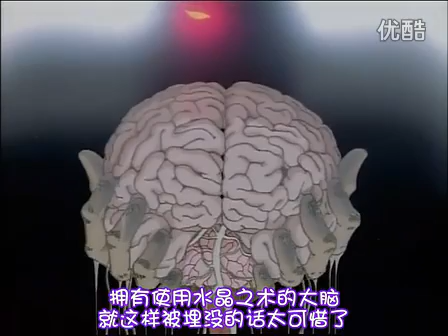 优酷
拥有使用水晶之术的大脑
就这样被埋没的话太可惜了